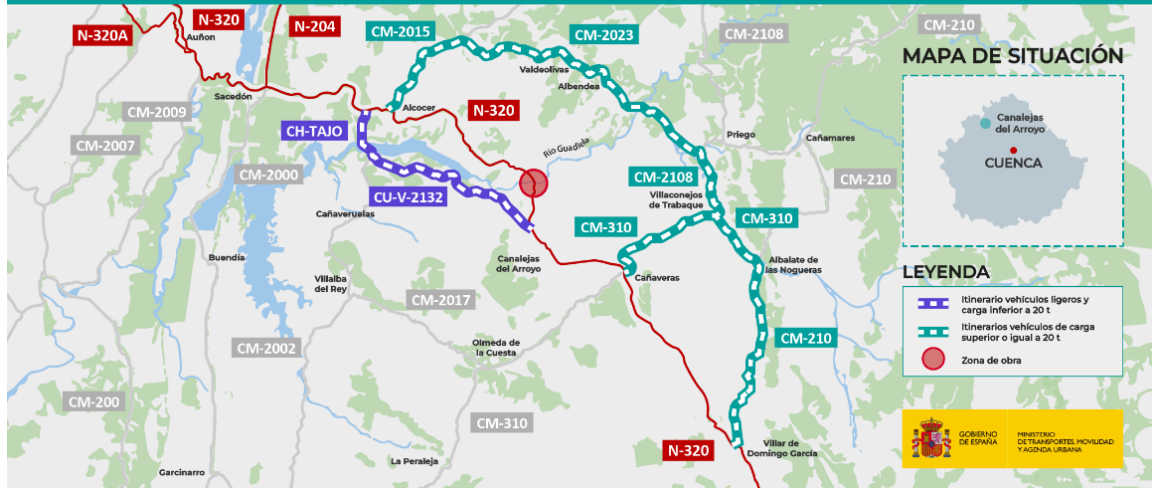 N-320
N-204
N-320A
Auñon
CM-2015
CM-2023
CM-2108
CM-210
Valdeolivas
Albendea
Sacedón
CM-2009
Alcocer
N-320
CH-TAJO
CM-2007
Río Guadiela
Priego
Cañamares
CM-2000
CU-V-2132
CM-2108
CM-210
Villaconejos
de Trabaque
Cañaveruelas
CM-310
CM-310
Buendía
Canalejas
del Arroyo
Albalate de
las Nogueras
Villalba
del Rey
Cañaveras
CM-2017
CM-2002
Olmeda de
la Cuesta
CM-210
CM-200
CM-310
N-320
Villar de
Domingo García
La Peraleja
Garcinarro
MAPA DE SITUACIÓN
Canalejas
del Arroyo
CUENCA
LEYENDA
Itinerario vehículos ligeros y
carga inferior a 20 t
Itinerarios vehículos de carga
superior o igual a 20 t
Zona de obra
GOBIERNO
DE ESPAÑA
MINISTERIO
DE TRANSPORTES, MOVILIDAD
Y AGENDA URBANA